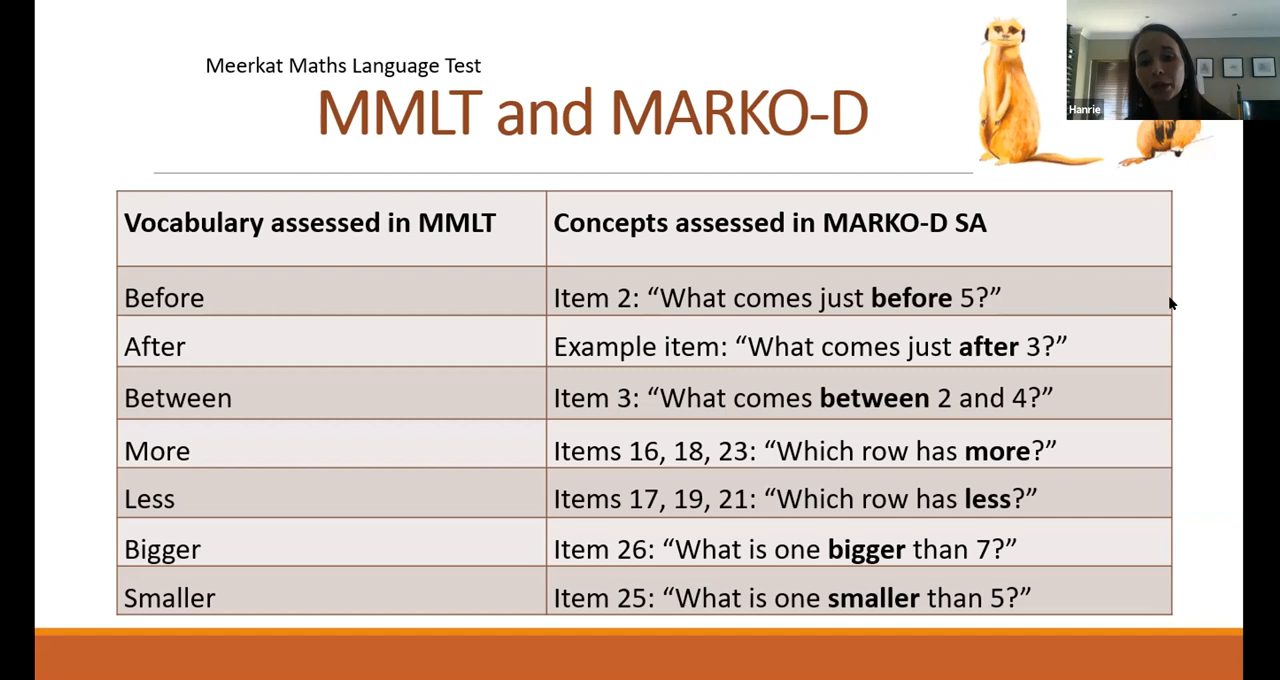 Meerkat Maths Language Test
MMLT and MARKO-D
Hanrie
Vocabulary assessed in MMLT
Concepts assessed in MARKO-D SA
Before
Item 2: “What comes just before 5?”
After
Example item: “What comes just after 3?”
Between
Item 3: “What comes between 2 and 4?”
More
Items 16, 18, 23: “Which row has more?”
Less
Items 17, 19, 21: “Which row has less?”
Bigger
Item 26: “What is one bigger than 7?”
Smaller
Item 25: “What is one smaller than 5?”